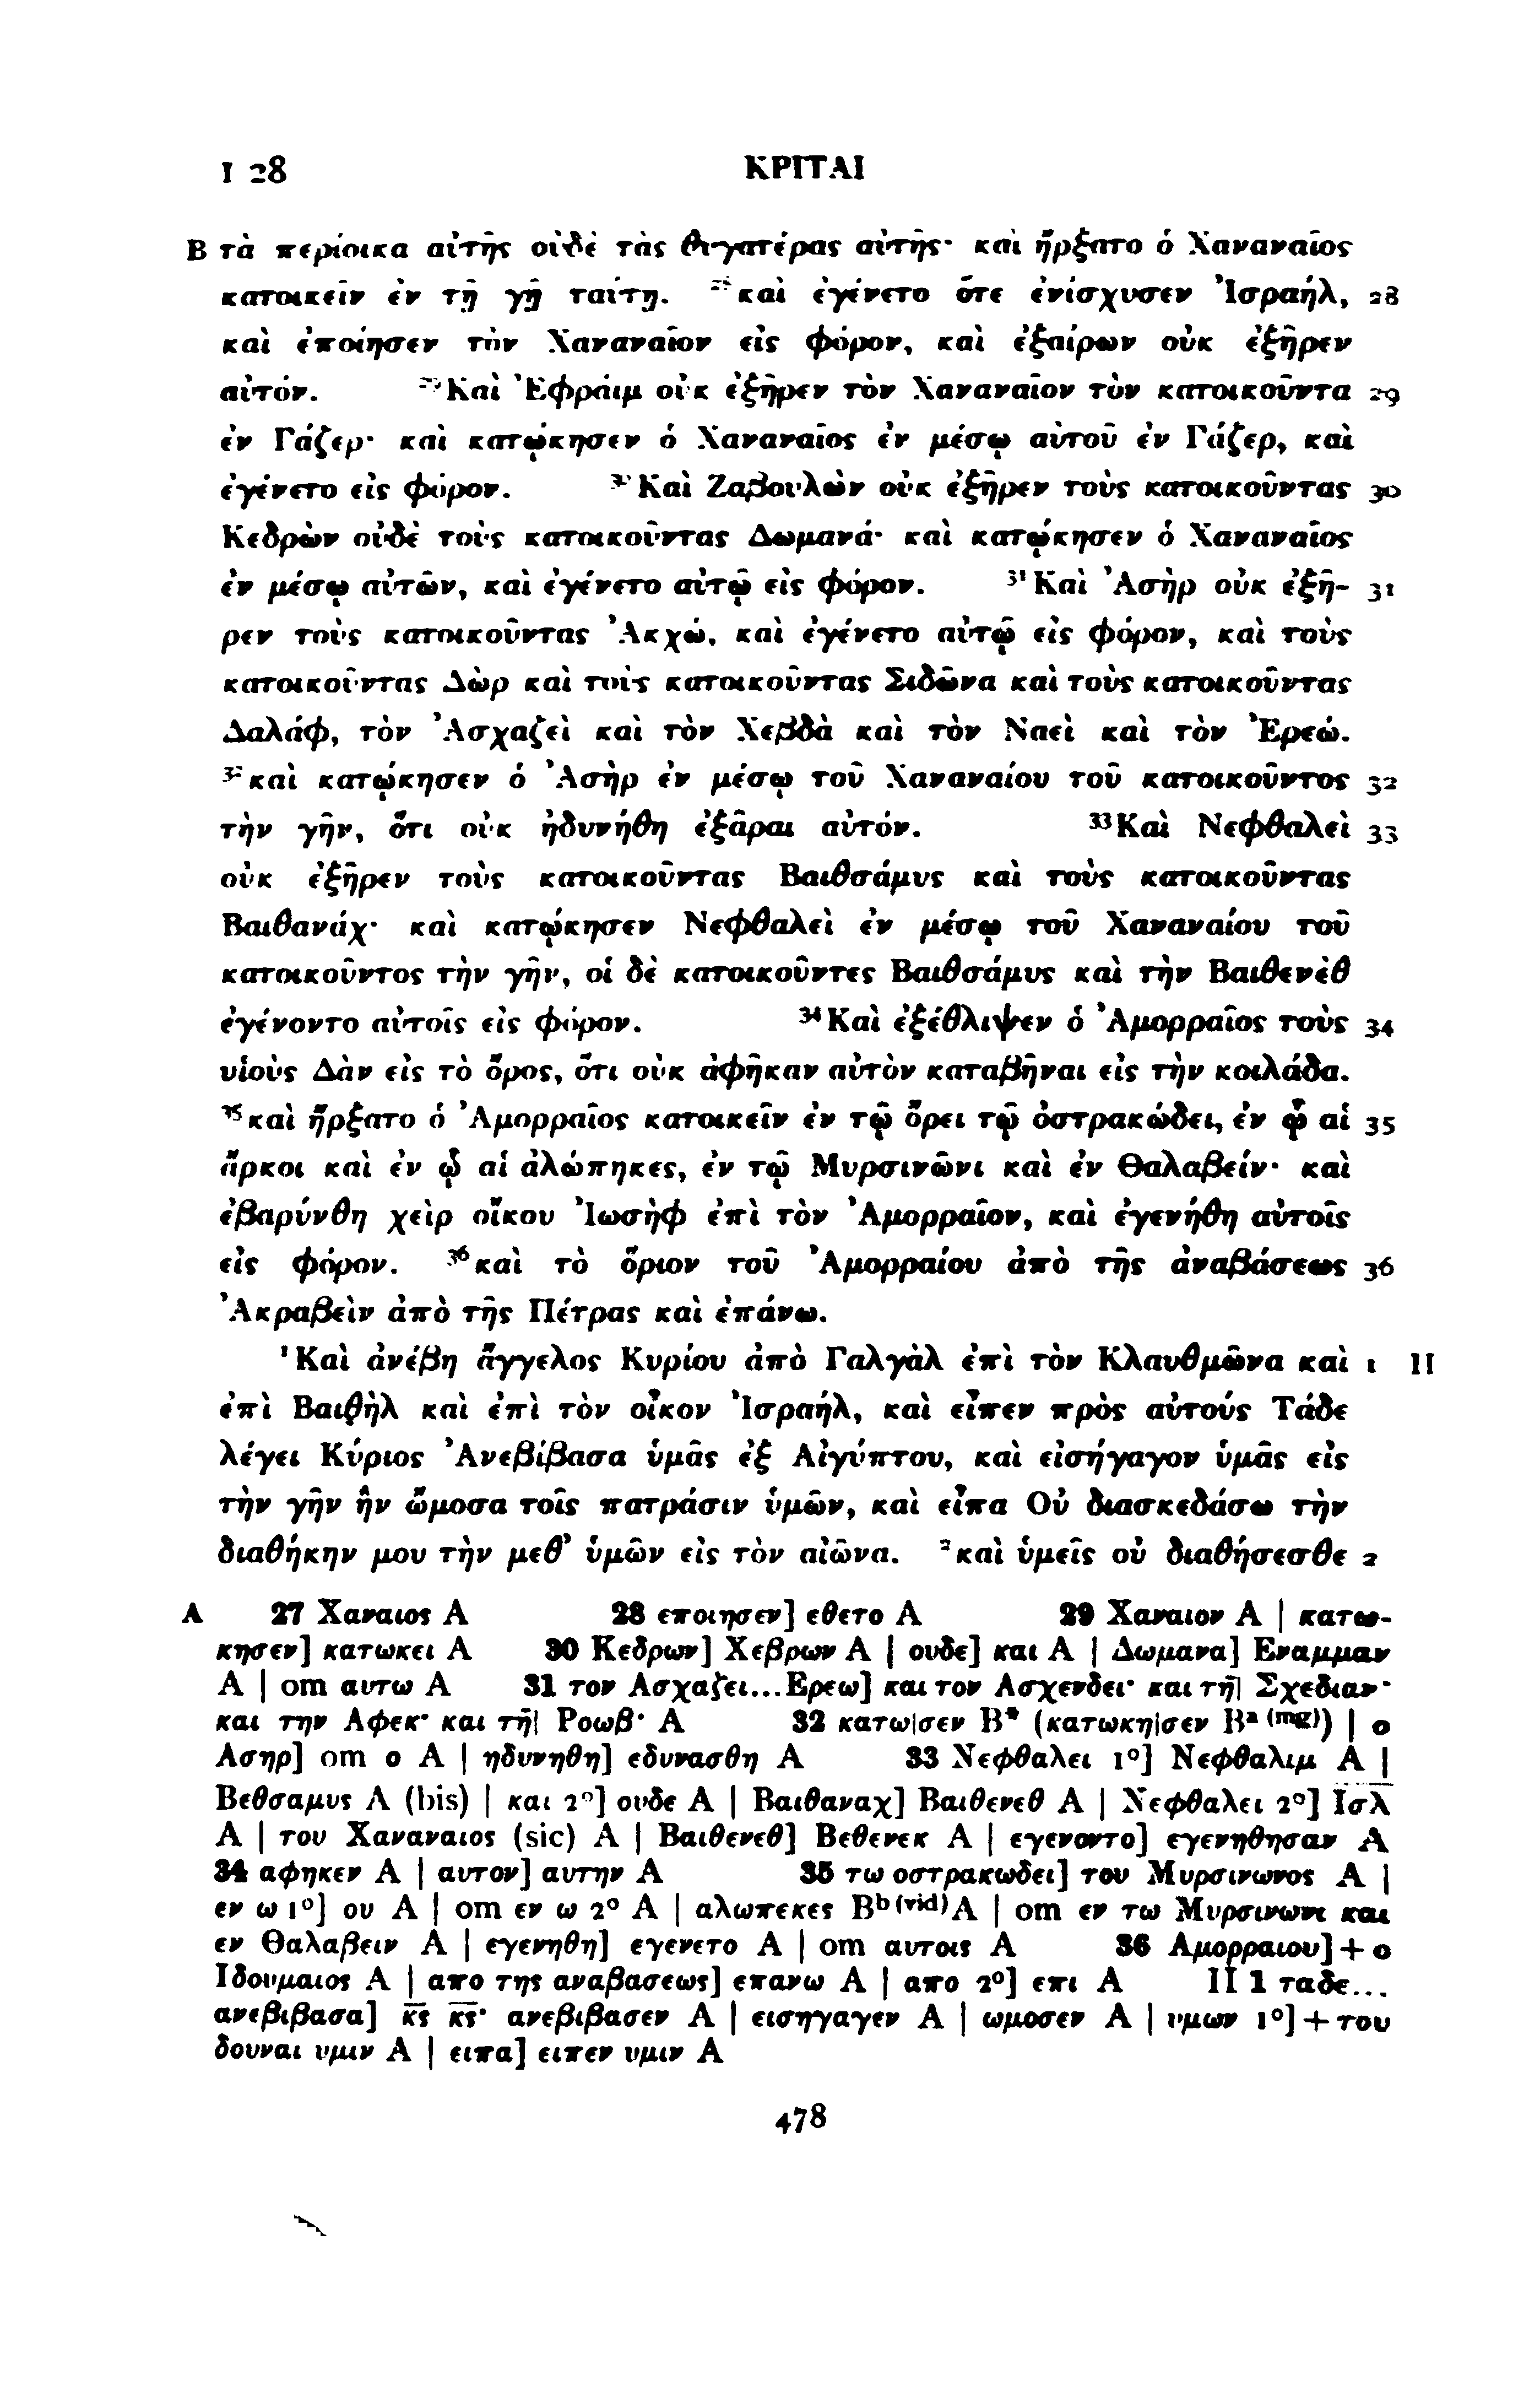 I 28 ΚΡΙΤΑΙ
B τὰ περίοικα αὐτῆς οὐδὲ τὰς θυγατέρας αὐτῆς· καὶ ἤρξατο ὁ Χαναναῖος
κατοικεῖν ἐν τῇ γῇ ταύτῃ. ²⁸καὶ ἐγένετο ὅτε ἐνίσχυσεν Ἰσραήλ, 28
καὶ ἐποίησεν τὸν Χαναναῖον εἰς φόρον, καὶ ἐξαίρων οὐκ ἐξῆρεν
αὐτόν. ²⁹Καὶ Ἐφράιμ οὐκ ἐξῆρεν τὸν Χαναναῖον τὸν κατοικοῦντα 29
ἐν Γάζερ· καὶ κατῴκησεν ὁ Χαναναῖος ἐν μέσῳ αὐτοῦ ἐν Γάζερ, καὶ
ἐγένετο εἰς φόρον. ³⁰Καὶ Ζαβουλὼν οὐκ ἐξῆρεν τοὺς κατοικοῦντας 30
Κεδρὼν οὐδὲ τοὺς κατοικοῦντας Δωμανά· καὶ κατῴκησεν ὁ Χαναναῖος
ἐν μέσῳ αὐτῶν, καὶ ἐγένετο αὐτῷ εἰς φόρον. ³¹Καὶ Ἀσὴρ οὐκ ἐξῆ- 31
ρεν τοὺς κατοικοῦντας Ἀκχώ, καὶ ἐγένετο αὐτῷ εἰς φόρον, καὶ τοὺς
κατοικοῦντας Δὼρ καὶ τοὺς κατοικοῦντας Σιδῶνα καὶ τοὺς κατοικοῦντας
Δαλάφ, τὸν Ἀσχαζεὶ καὶ τὸν Χεβδὰ καὶ τὸν Ναεὶ καὶ τὸν Ἐρεώ.
³²καὶ κατῴκησεν ὁ Ἀσὴρ ἐν μέσῳ τοῦ Χαναναίου τοῦ κατοικοῦντος 32
τὴν γῆν, ὅτι οὐκ ἠδυνήθη ἐξᾶραι αὐτόν. ³³Καὶ Νεφθαλεὶ 33
οὐκ ἐξῆρεν τοὺς κατοικοῦντας Βαιθσάμυς καὶ τοὺς κατοικοῦντας
Βαιθανάχ· καὶ κατῴκησεν Νεφθαλεὶ ἐν μέσῳ τοῦ Χαναναίου τοῦ
κατοικοῦντος τὴν γῆν, οἱ δὲ κατοικοῦντες Βαιθσάμυς καὶ τὴν Βαιθενὲθ
ἐγένοντο αὐτοῖς εἰς φόρον. ³⁴Καὶ ἐξέθλιψεν ὁ Ἀμορραῖος τοὺς 34
υἱοὺς Δὰν εἰς τὸ ὄρος, ὅτι οὐκ ἀφῆκαν αὐτὸν καταβῆναι εἰς τὴν κοιλάδα.
³⁵καὶ ἤρξατο ὁ Ἀμορραῖος κατοικεῖν ἐν τῷ ὄρει τῷ ὀστρακώδει, ἐν ᾧ αἱ 35
ἄρκοι καὶ ἐν ᾧ αἱ ἀλώπηκες, ἐν τῷ Μυρσινῶνι καὶ ἐν Θαλαβείν· καὶ
ἐβαρύνθη χεὶρ οἴκου Ἰωσὴφ ἐπὶ τὸν Ἀμορραῖον, καὶ ἐγενήθη αὐτοῖς
εἰς φόρον. ³⁶καὶ τὸ ὅριον τοῦ Ἀμορραίου ἀπὸ τῆς ἀναβάσεως 36
Ἀκραβεὶν ἀπὸ τῆς Πέτρας καὶ ἐπάνω.
¹Καὶ ἀνέβη ἄγγελος Κυρίου ἀπὸ Γαλγὰλ ἐπὶ τὸν Κλαυθμῶνα καὶ 1 II
ἐπὶ Βαιθὴλ καὶ ἐπὶ τὸν οἶκον Ἰσραήλ, καὶ εἶπεν πρὸς αὐτούς Τάδε
λέγει Κύριος Ἀνεβίβασα ὑμᾶς ἐξ Αἰγύπτου, καὶ εἰσήγαγον ὑμᾶς εἰς
τὴν γῆν ἣν ὤμοσα τοῖς πατράσιν ὑμῶν, καὶ εἶπα Οὐ διασκεδάσω τὴν
διαθήκην μου τὴν μεθ' ὑμῶν εἰς τὸν αἰῶνα. ²καὶ ὑμεῖς οὐ διαθήσεσθε 2
A 27 Χαναιος A 28 εποιησεν] εθετο A 29 Χαναιον A | κατω-
κησεν] κατωκει A 30 Κεδρων] Χεβρων A | ουδε] και A | Δωμανα] Εναμμαν
A | om αυτω A 31 τον Ασχαζει...Ερεω] και τον Ασχενδει· και τη̄| Σχεδιαν·
και την Αφεκ· και τη̄| Ροωβ· A 32 κατω|σεν B* (κατωκη|σεν Bᵃ⁽ᵐᵍ⁾) | ο
Ασηρ] om ο A | ηδυνηθη] εδυνασθη A 33 Νεφθαλει 1°] Νεφθαλιμ A |
Βεθσαμυς A (bis) | και 2°] ουδε A | Βαιθαναχ] Βαιθενεθ A | Νεφθαλει 2°] Ι̅σ̅λ̅
A | του Χαναναιος (sic) A | Βαιθενεθ] Βεθενεκ A | εγενοντο] εγενηθησαν A
34 αφηκεν A | αυτον] αυτην A 35 τω οστρακωδει] του Μυρσινωνος A |
εν ω 1°] ου A | om εν ω 2° A | αλωπεκες Bᵇ⁽ᵛⁱᵈ⁾A | om εν τω Μυρσινωνι και
εν Θαλαβειν A | εγενηθη] εγενετο A | om αυτοις A 36 Αμορραιου] + ο
Ιδουμαιος A | απο της αναβασεως] επανω A | απο 2°] επι A II 1 ταδε...
ανεβιβασα] κ̅ς̅ κ̅ς̅· ανεβιβασεν A | εισηγαγεν A | ωμοσεν A | υμων 1°] + του
δουναι υμιν A | ειπα] ειπεν υμιν A
478